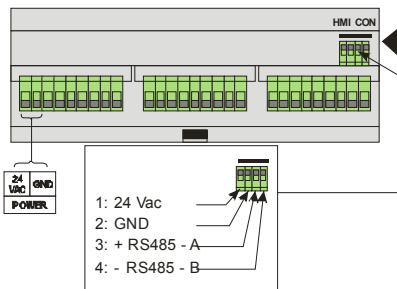 HMI CON
24 VAC GND
POWER
1: 24 Vac
2: GND
3: + RS485 - A
4: - RS485 - B